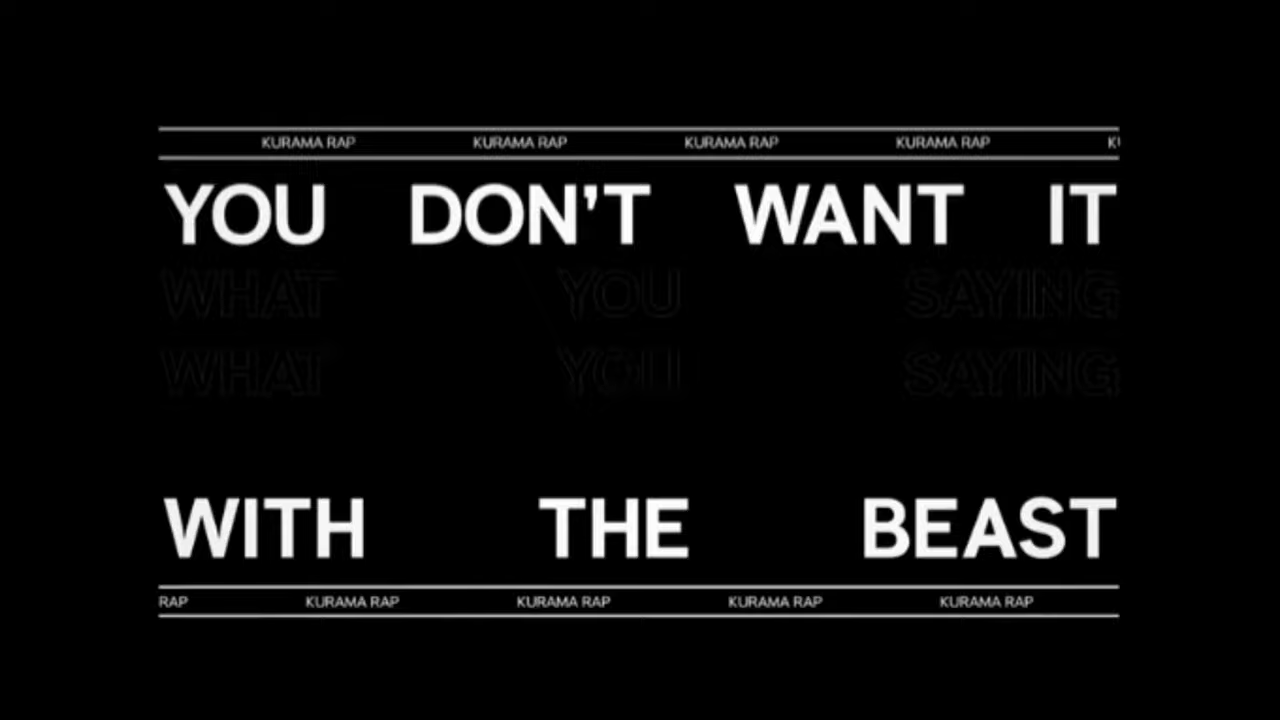 KURAMA RAP KURAMA RAP KURAMA RAP KURAMA RAP
YOU DON’T WANT IT
WHAT YOU SAYING
WHAT YOU SAYING
WITH THE BEAST
RAP KURAMA RAP KURAMA RAP KURAMA RAP KURAMA RAP